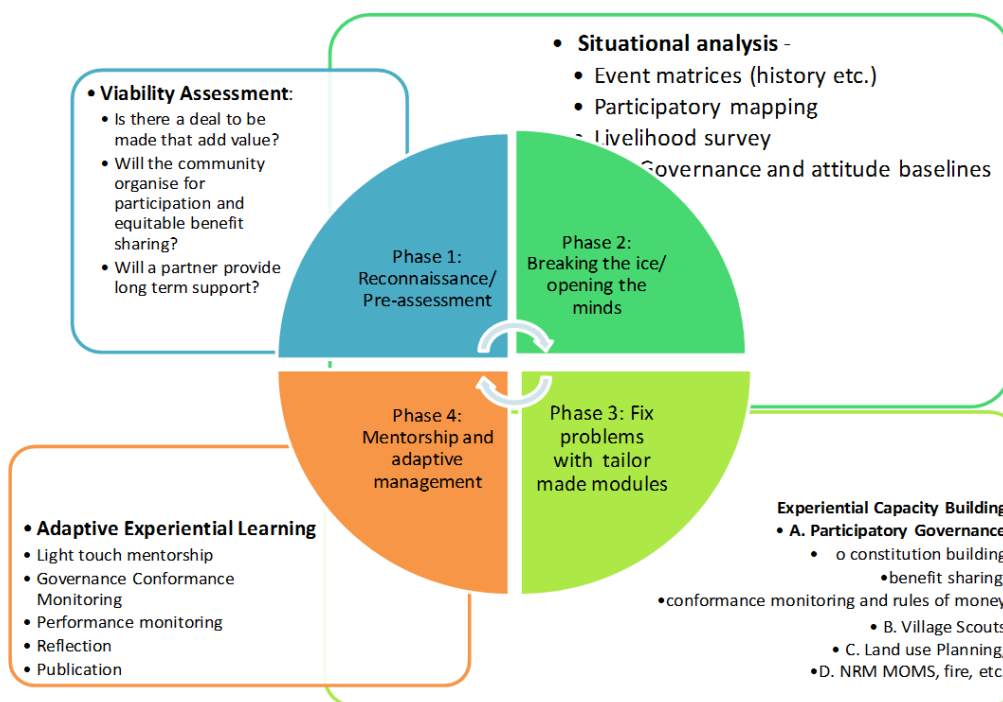 • Situational analysis -
• Event matrices (history etc.)
• Participatory mapping
• Livelihood survey
Governance and attitude baselines
• Viability Assessment:
• Is there a deal to be
made that add value?
• Will the community
organise for
participation and
equitable benefit
sharing?
• Will a partner provide
long term support?
Phase 1:
Reconnaissance/
Pre-assessment
Phase 2:
Breaking the ice/
opening the
minds
Phase 4:
Mentorship and
adaptive
management
Phase 3: Fix
problems
with tailor
made modules
• Adaptive Experiential Learning
• Light touch mentorship
• Governance Conformance
Monitoring
• Performance monitoring
• Reflection
• Publication
Experiential Capacity Building
• A. Participatory Governance
• o constitution building
•benefit sharing
•conformance monitoring and rules of money
• B. Village Scouts
• C. Land use Planning,
•D. NRM MOMS, fire, etc.